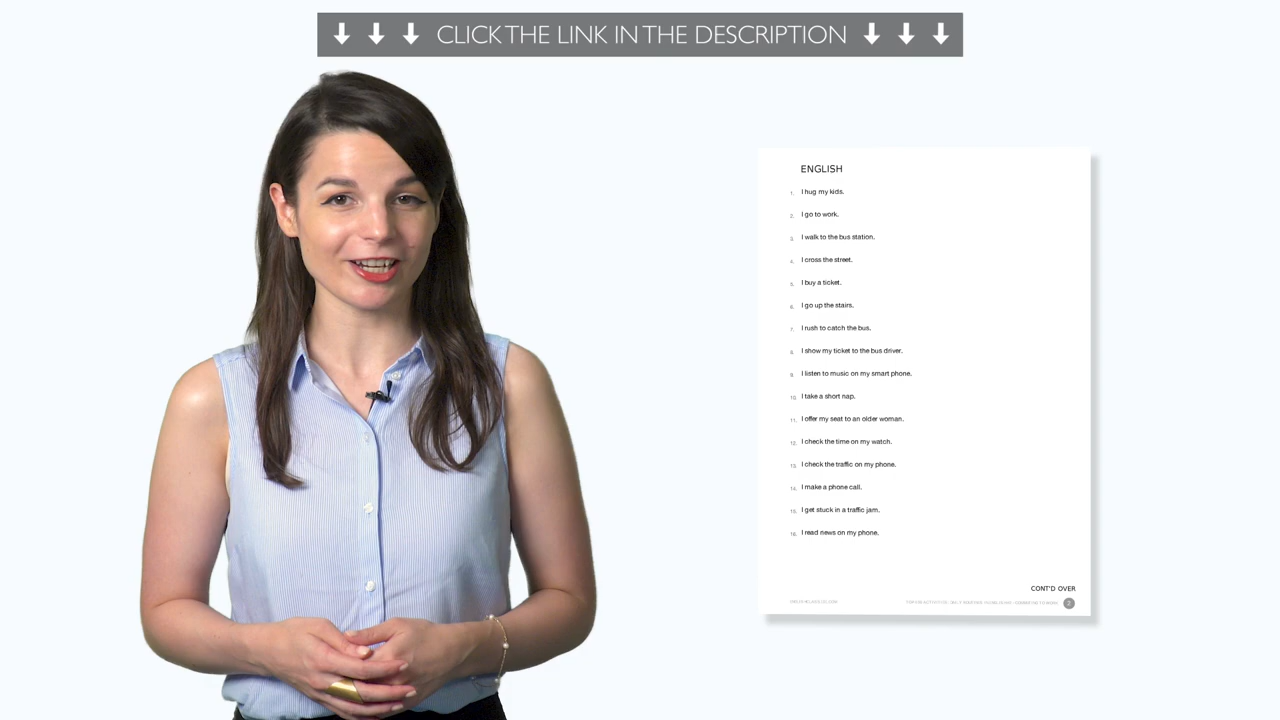 CLICK THE LINK IN THE DESCRIPTION
ENGLISH
1. I hug my kids.
2. I go to work.
3. I walk to the bus station.
4. I cross the street.
5. I buy a ticket.
6. I go up the stairs.
7. I rush to catch the bus.
8. I show my ticket to the bus driver.
9. I listen to music on my smart phone.
10. I take a short nap.
11. I offer my seat to an older woman.
12. I check the time on my watch.
13. I check the traffic on my phone.
14. I make a phone call.
15. I get stuck in a traffic jam.
16. I read news on my phone.
CONT'D OVER
2